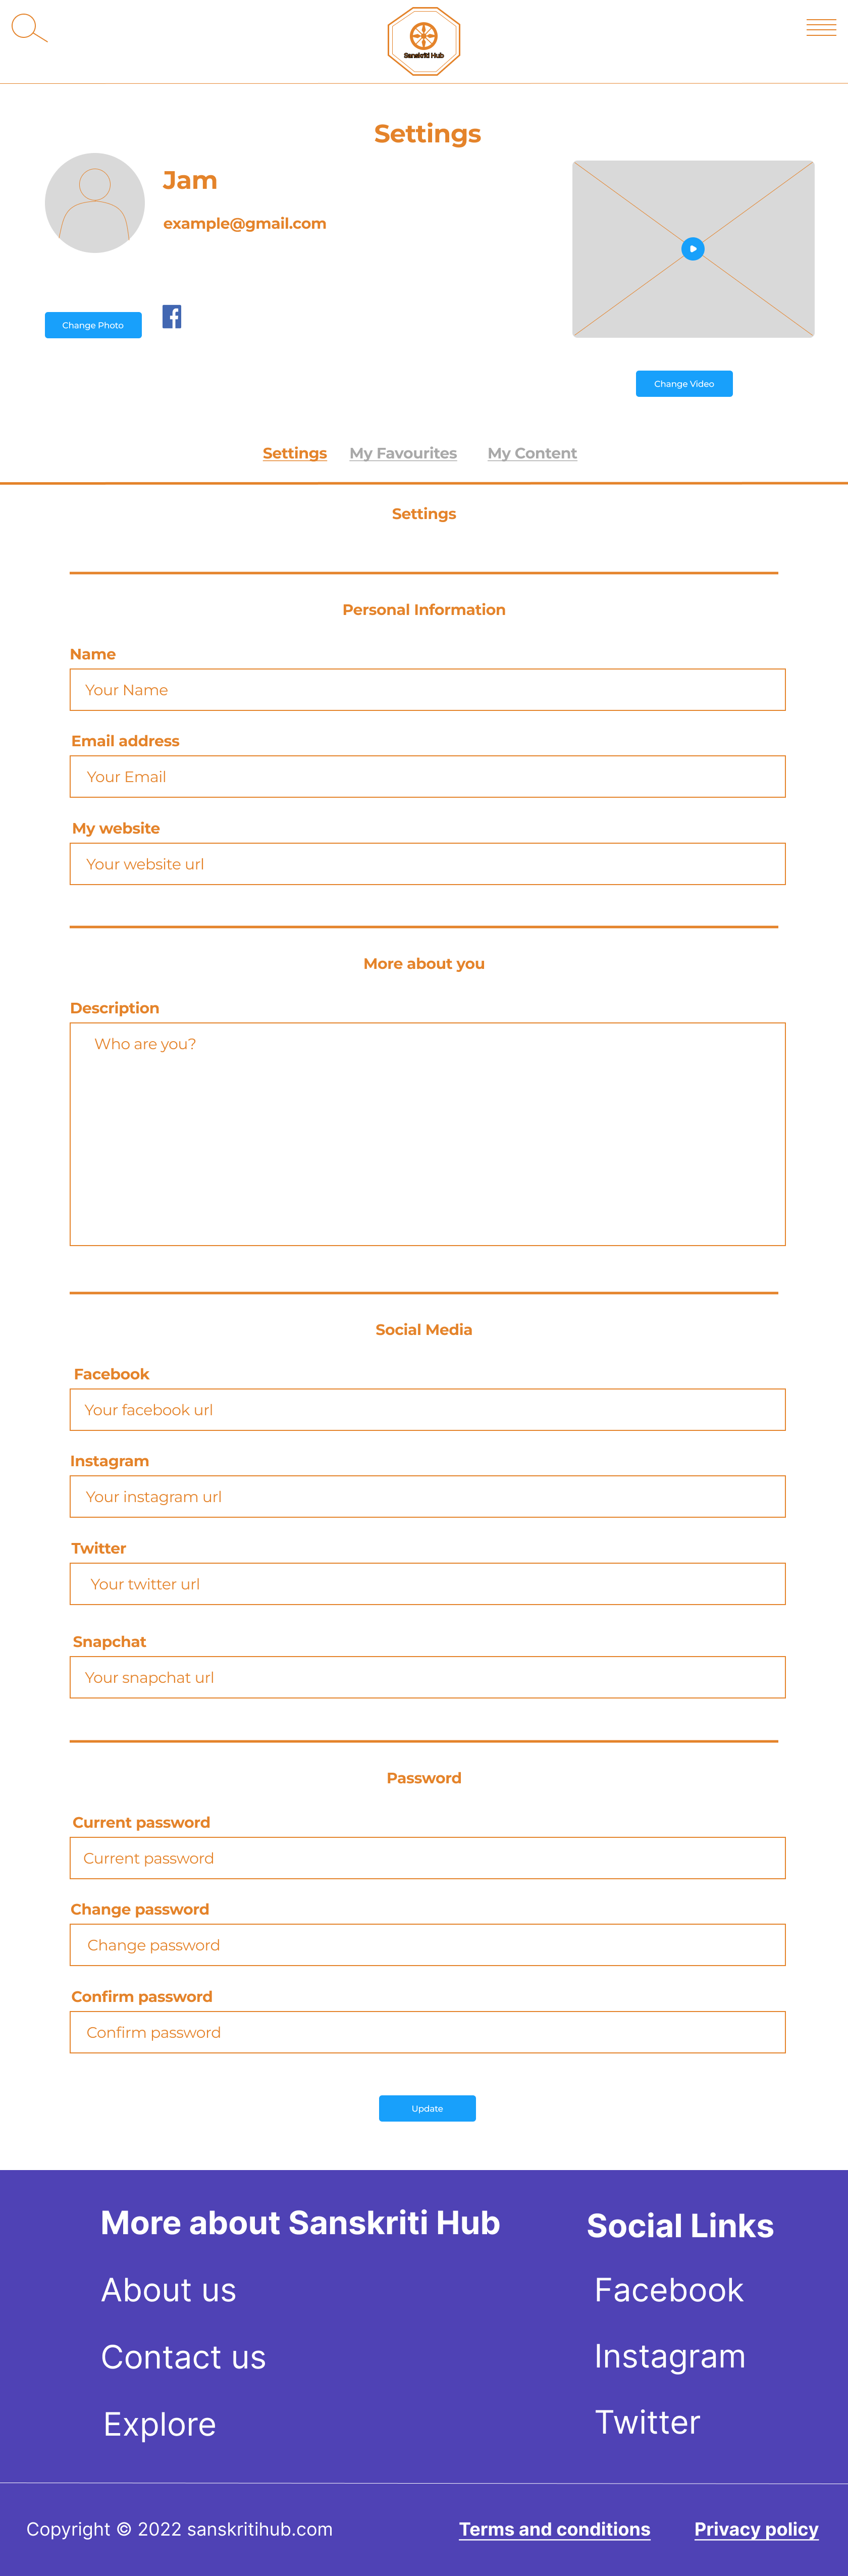 Sanskriti Hub
Settings
Jam
example@gmail.com
Change Photo
Change Video
Settings My Favourites My Content
Settings
Personal Information
Name
Your Name
Email address
Your Email
My website
Your website url
More about you
Description
Who are you?
Social Media
Facebook
Your facebook url
Instagram
Your instagram url
Twitter
Your twitter url
Snapchat
Your snapchat url
Password
Current password
Current password
Change password
Change password
Confirm password
Confirm password
Update
More about Sanskriti Hub
About us
Contact us
Explore
Social Links
Facebook
Instagram
Twitter
Copyright © 2022 sanskritihub.com
Terms and conditions Privacy policy